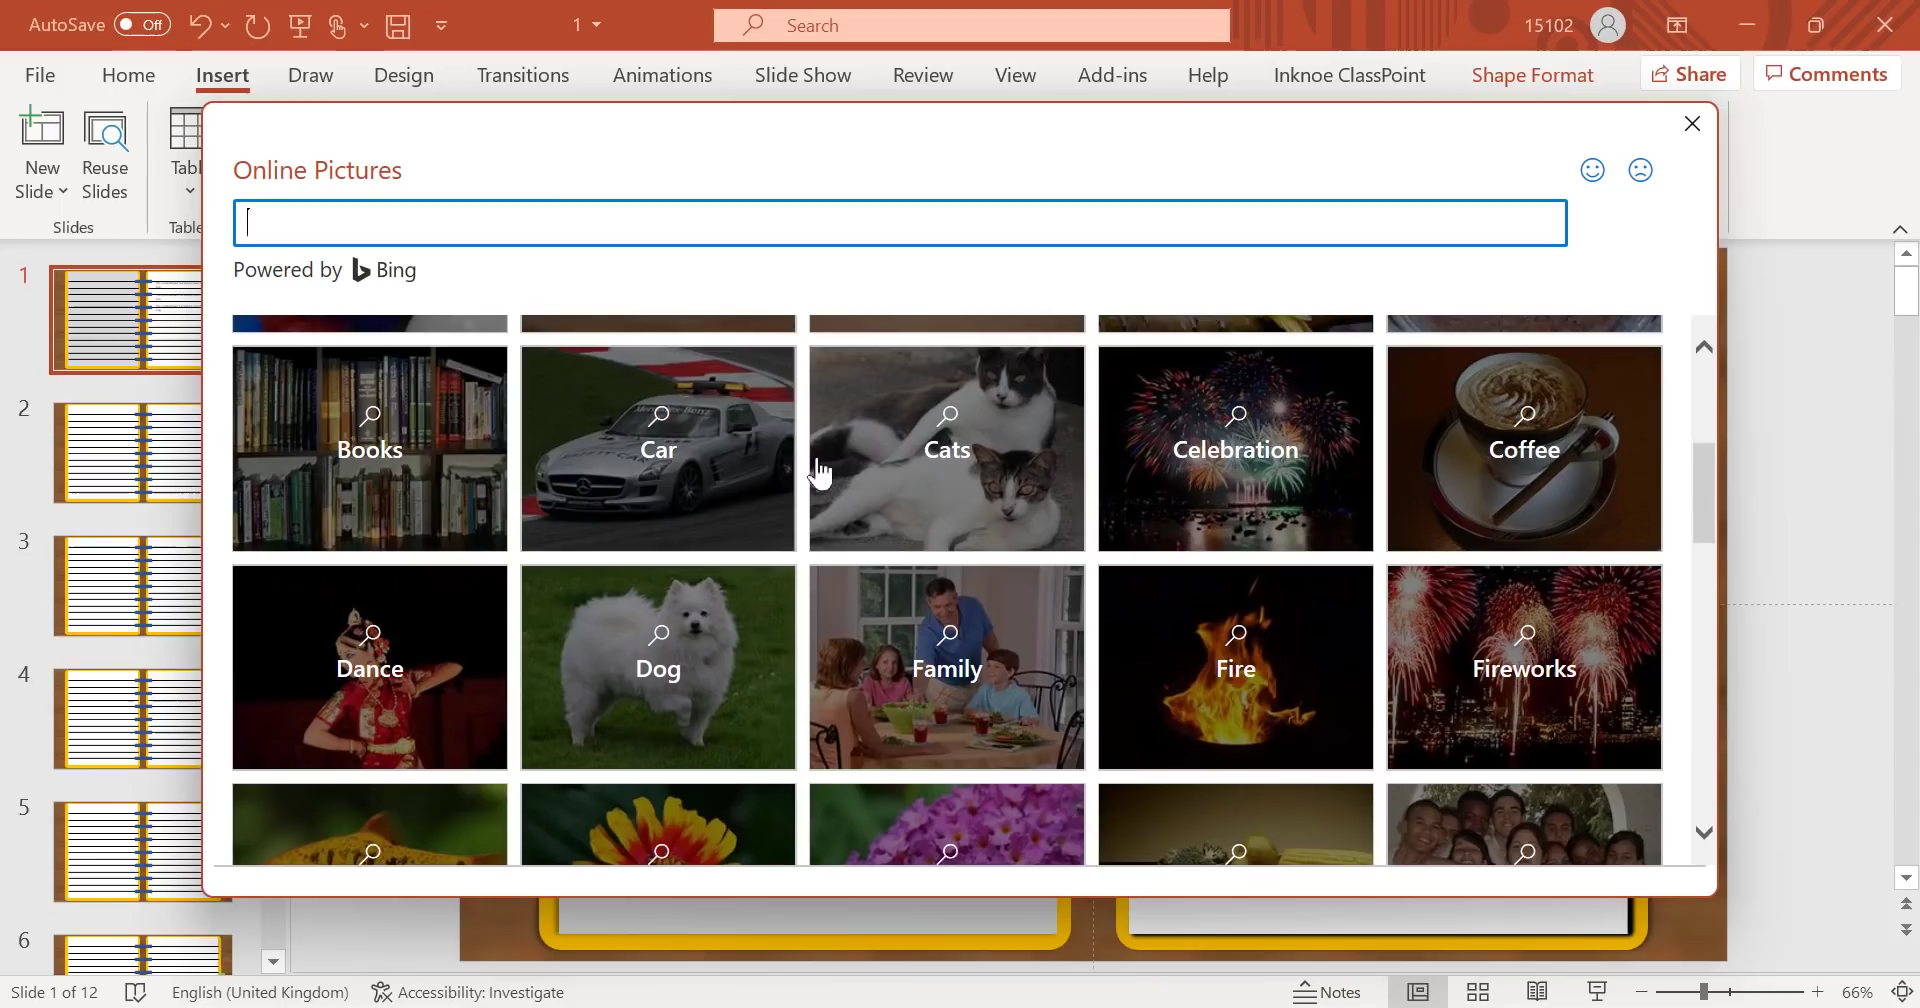 AutoSave Off 1 Search 15102
File Home Insert Draw Design Transitions Animations Slide Show Review View Add-ins Help Inknoe ClassPoint Shape Format Share Comments
New Slide
Reuse Slides
Slides
Online Pictures
Powered by Bing
Books Car Cats Celebration Coffee
Dance Dog Family Fire Fireworks
1
2
3
4
5
6
Slide 1 of 12 English (United Kingdom) Accessibility: Investigate Notes 66%